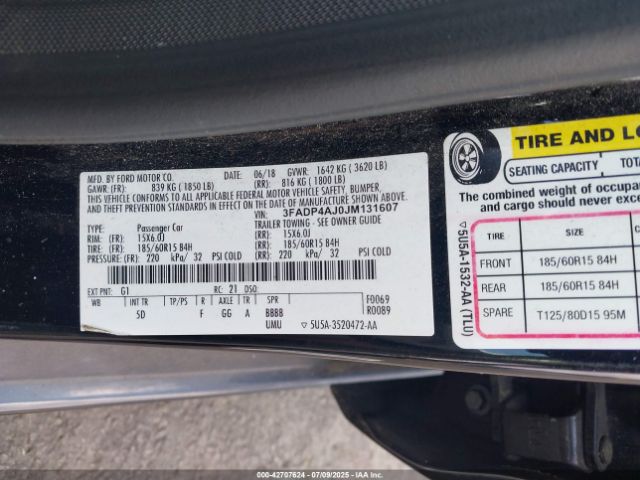 MFD. BY FORD MOTOR CO.
DATE: 06/18 GVWR: 1642 KG ( 3620 LB)
GAWR: (FR): 839 KG ( 1850 LB) (RR): 816 KG ( 1800 LB)
THIS VEHICLE CONFORMS TO ALL APPLICABLE FEDERAL MOTOR VEHICLE SAFETY, BUMPER,
AND THEFT PREVENTION STANDARDS IN EFFECT ON THE DATE OF MANUFACTURE SHOWN ABOVE.
VIN: 3FADP4AJ0JM131607
TYPE: Passenger Car TRAILER TOWING - SEE OWNER GUIDE
RIM: (FR) 15X6.0J (RR): 15X6.0J
TIRE: (FR) 185/60R15 84H (RR): 185/60R15 84H
PRESSURE: (FR) 220 kPa/ 32 PSI COLD (RR): 220 kPa/ 32 PSI COLD
EXT PNT: G1 RC: 21 DSO:
WB INT TR TP/PS R AXLE TR SPR F0069
5D F GG A BBBB R0089
UMU ▽ 5U5A-3520472-AA
TIRE AND LO
SEATING CAPACITY TOTA
The combined weight of occupa
and cargo should never exce
TIRE SIZE
FRONT 185/60R15 84H
REAR 185/60R15 84H
SPARE T125/80D15 95M
▽ 5U5A-1532-AA (TLU)
000-42707624 - 07/09/2025 - IAAI.CA